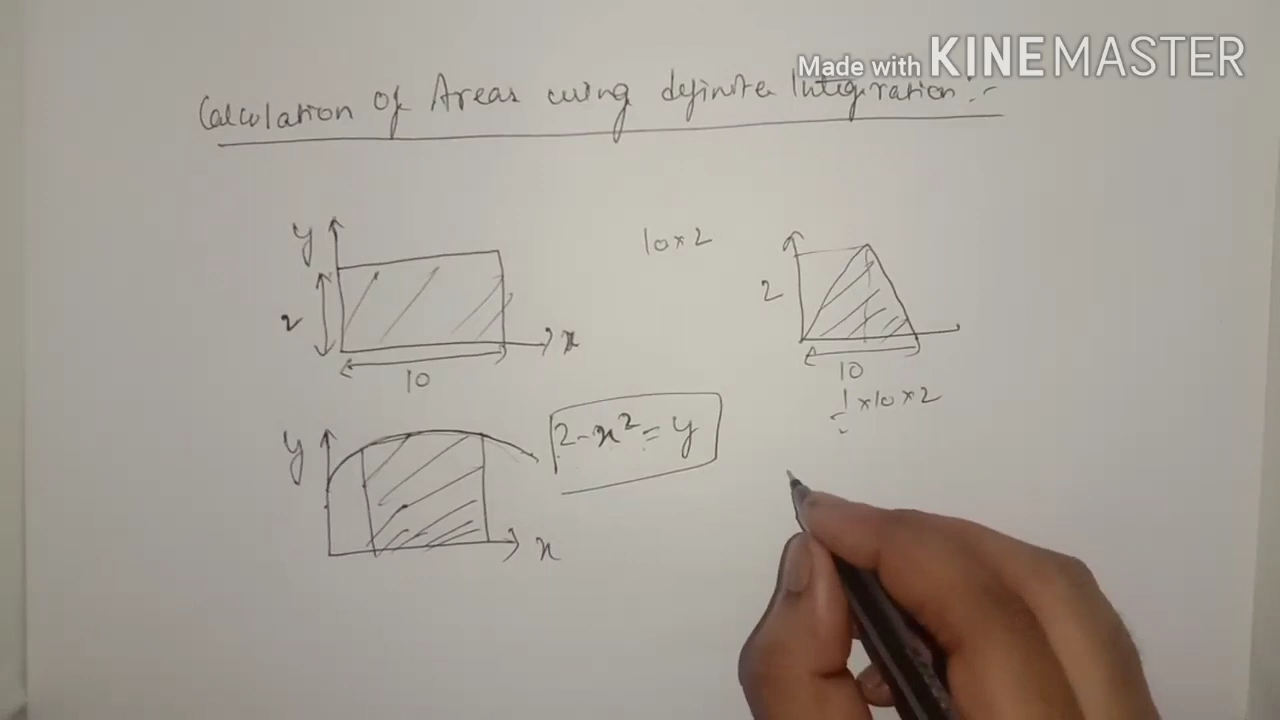 Made with KINEMASTER
Calculation of Areas using definite Integration :-
y
2
10
x
10 x 2
2
10
1/2 x 10 x 2
y
x
2 - x² = y